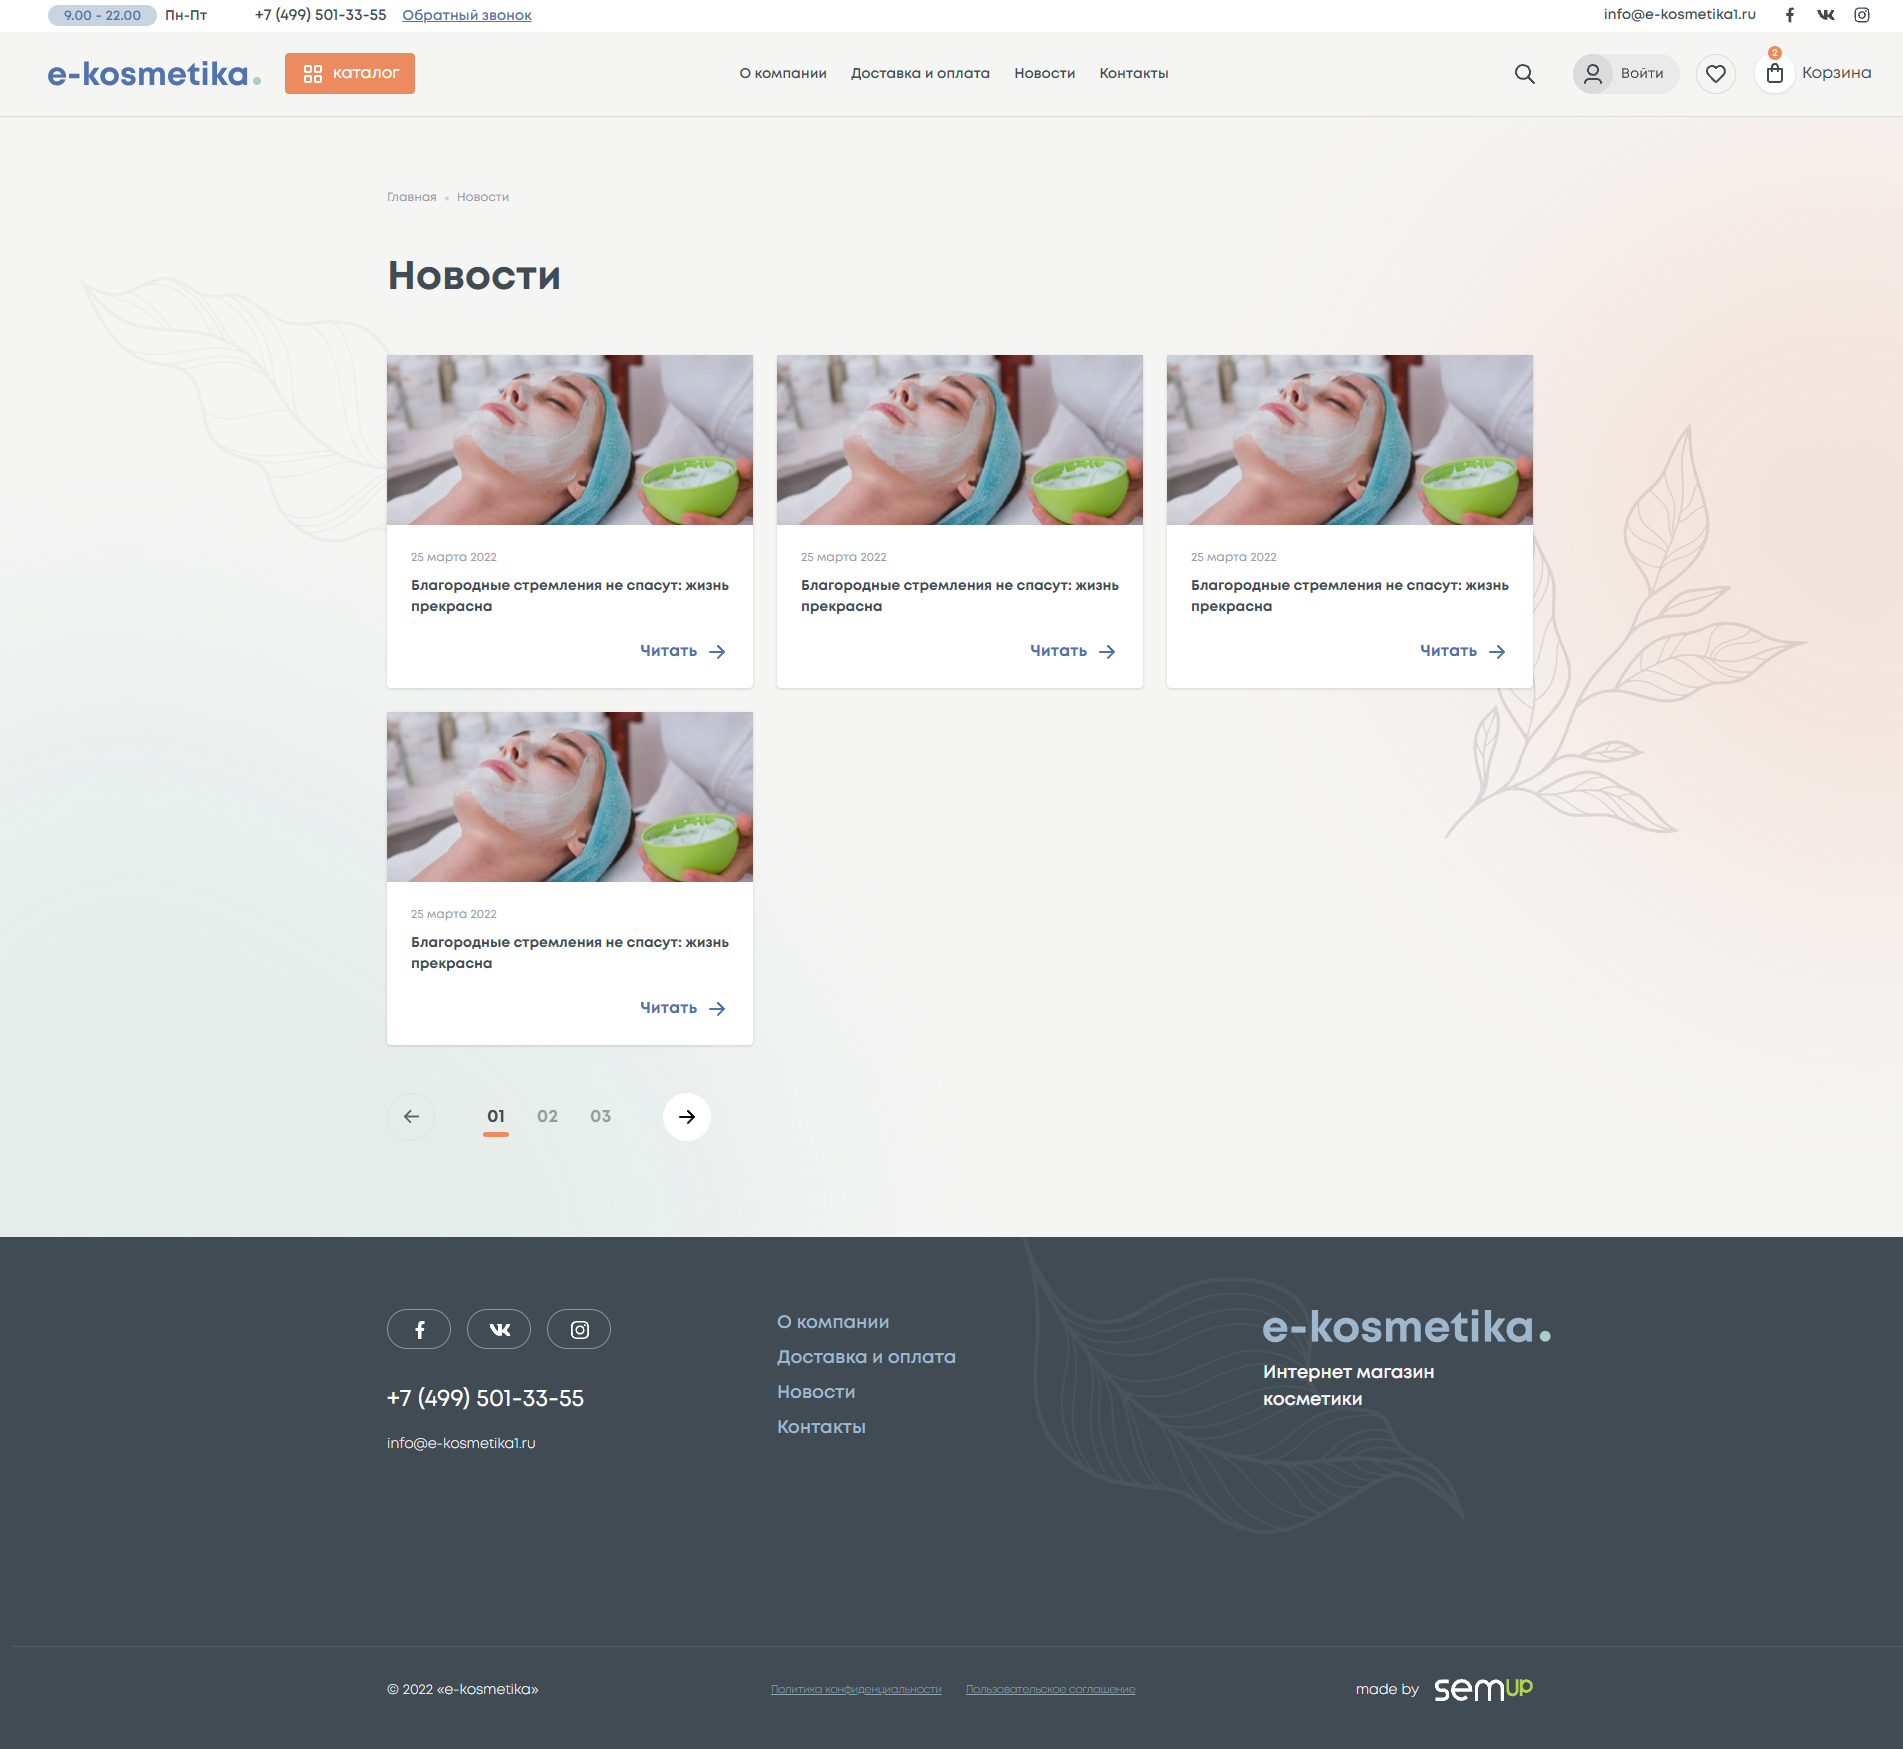 9.00 - 22.00 Пн-Пт +7 (499) 501-33-55 Обратный звонок info@e-kosmetika1.ru
e-kosmetika. каталог О компании Доставка и оплата Новости Контакты Войти 2 Корзина
Главная • Новости
Новости
25 марта 2022
Благородные стремления не спасут: жизнь
прекрасна
Читать
25 марта 2022
Благородные стремления не спасут: жизнь
прекрасна
Читать
25 марта 2022
Благородные стремления не спасут: жизнь
прекрасна
Читать
25 марта 2022
Благородные стремления не спасут: жизнь
прекрасна
Читать
01 02 03
+7 (499) 501-33-55
info@e-kosmetika1.ru
О компании
Доставка и оплата
Новости
Контакты
e-kosmetika.
Интернет магазин
косметики
© 2022 «e-kosmetika» Политика конфиденциальности Пользовательское соглашение made by semup